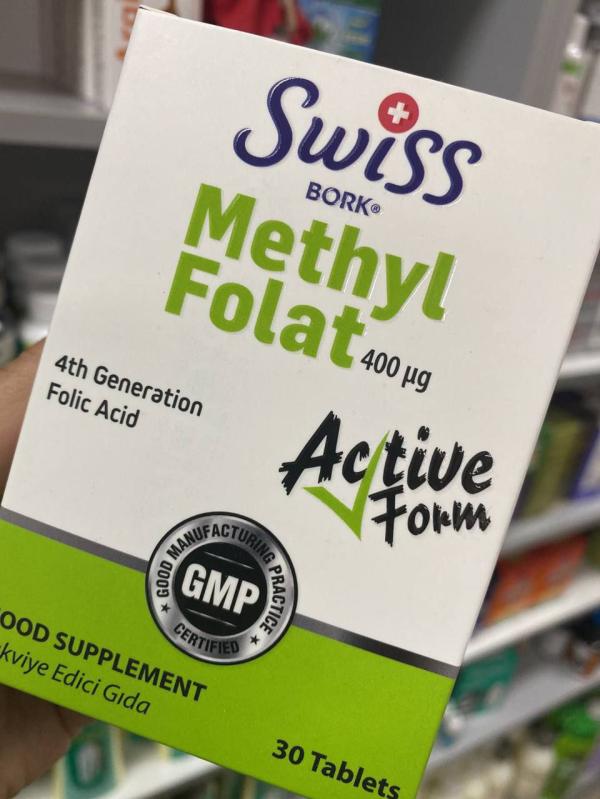 Swiss
BORK®
Methyl
Folat 400 µg
4th Generation
Folic Acid
Active
Form
GOOD MANUFACTURING PRACTICE
GMP
CERTIFIED
OOD SUPPLEMENT
kviye Edici Gıda
30 Tablets